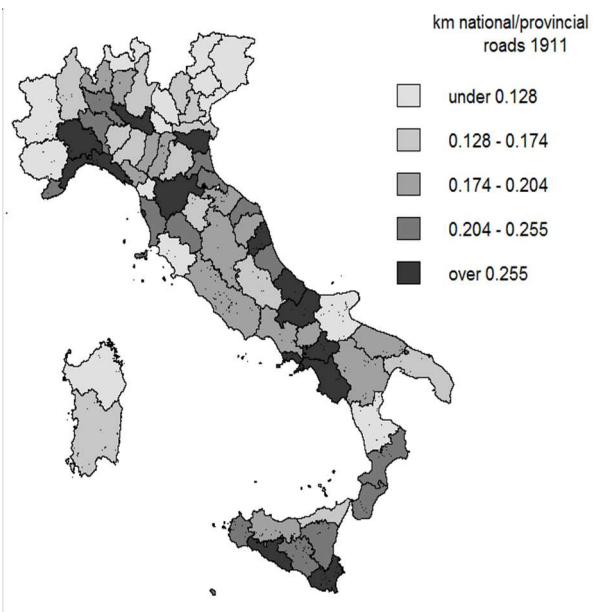 km national/provincial
roads 1911
under 0.128
0.128 - 0.174
0.174 - 0.204
0.204 - 0.255
over 0.255